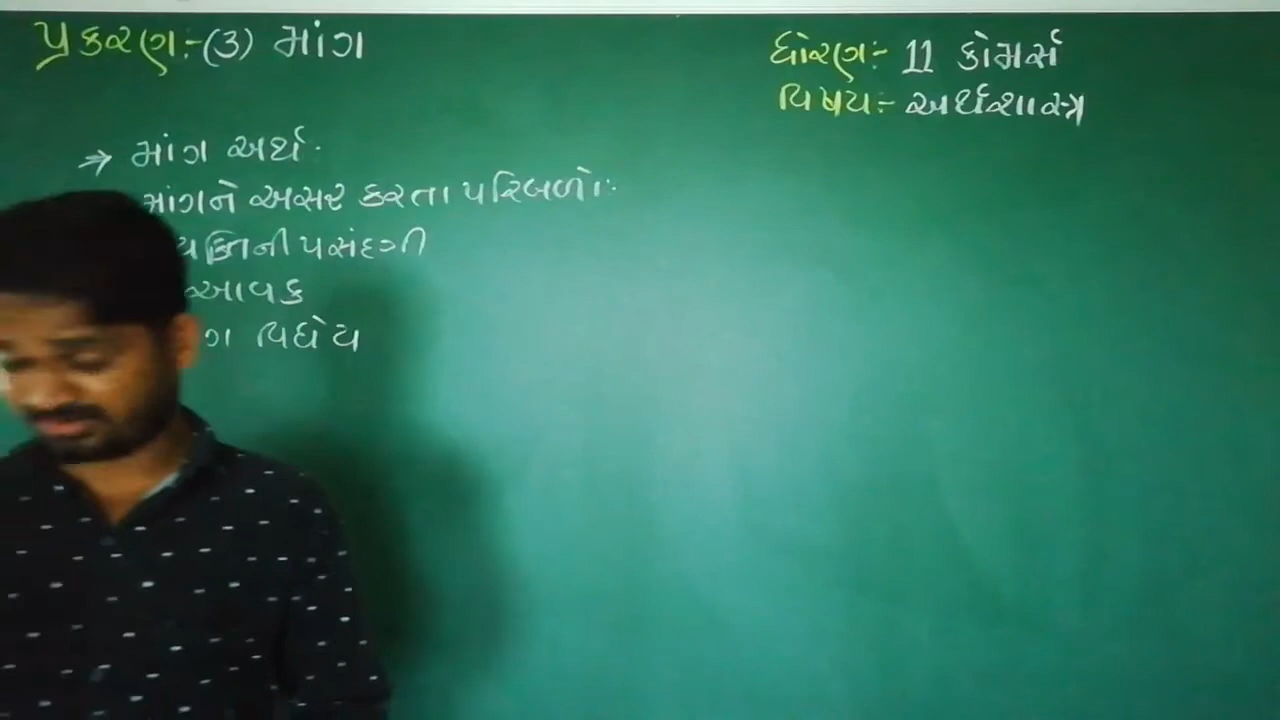 પ્રકરણ:-(3) માંગ
ધોરણ:- 11 કોમર્સ
વિષય:- અર્થશાસ્ત્ર
→ માંગ અર્થ.
માંગને અસર કરતા પરિબળો:
પસંદગી
આવક